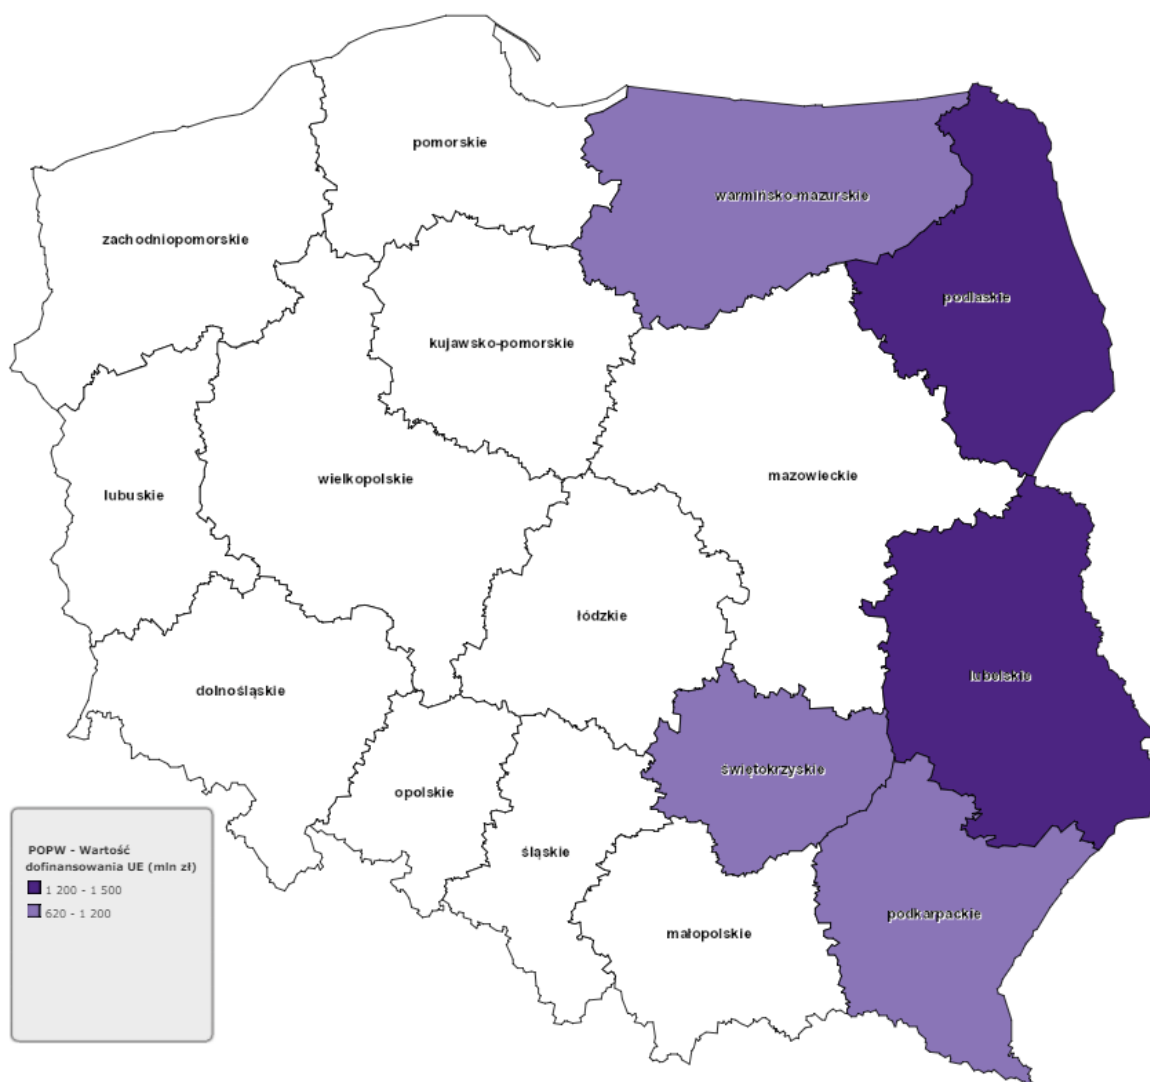 pomorskie
warmińsko-mazurskie
zachodniopomorskie
podlaskie
kujawsko-pomorskie
mazowieckie
wielkopolskie
lubuskie
łódzkie
lubelskie
dolnośląskie
świętokrzyskie
opolskie
śląskie
podkarpackie
małopolskie
POPW - Wartość
dofinansowania UE (mln zł)
1 200 - 1 500
620 - 1 200